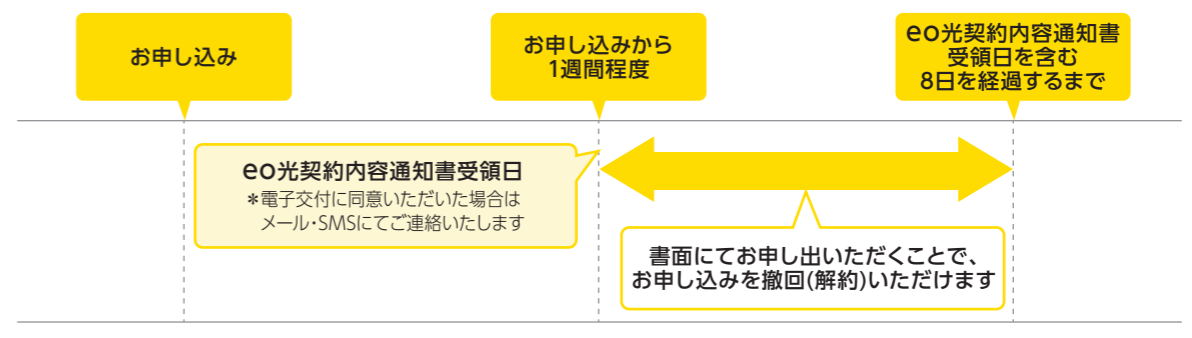 お申し込み
お申し込みから
1週間程度
eo光契約内容通知書
受領日を含む
8日を経過するまで
eo光契約内容通知書受領日
＊電子交付に同意いただいた場合は
メール・SMSにてご連絡いたします
書面にてお申し出いただくことで、
お申し込みを撤回(解約)いただけます